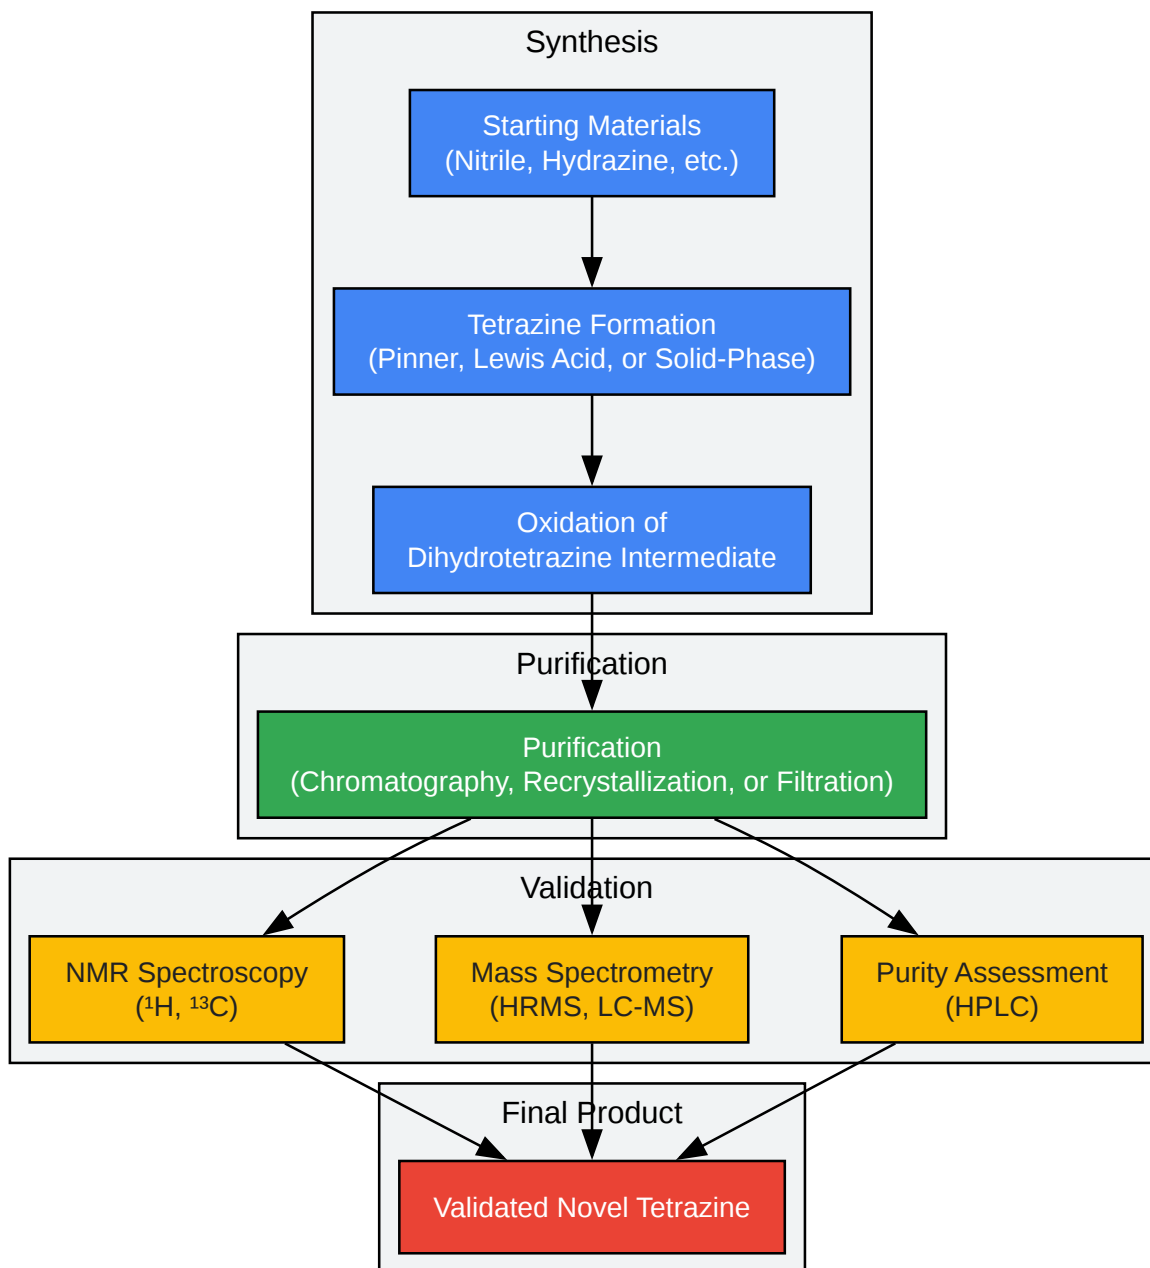 Synthesis
Starting Materials
(Nitrile, Hydrazine, etc.)
Tetrazine Formation
(Pinner, Lewis Acid, or Solid-Phase)
Oxidation of
Dihydrotetrazine Intermediate
Purification
Purification
(Chromatography, Recrystallization, or Filtration)
Validation
NMR Spectroscopy
(¹H, ¹³C)
Mass Spectrometry
(HRMS, LC-MS)
Purity Assessment
(HPLC)
Final Product
Validated Novel Tetrazine